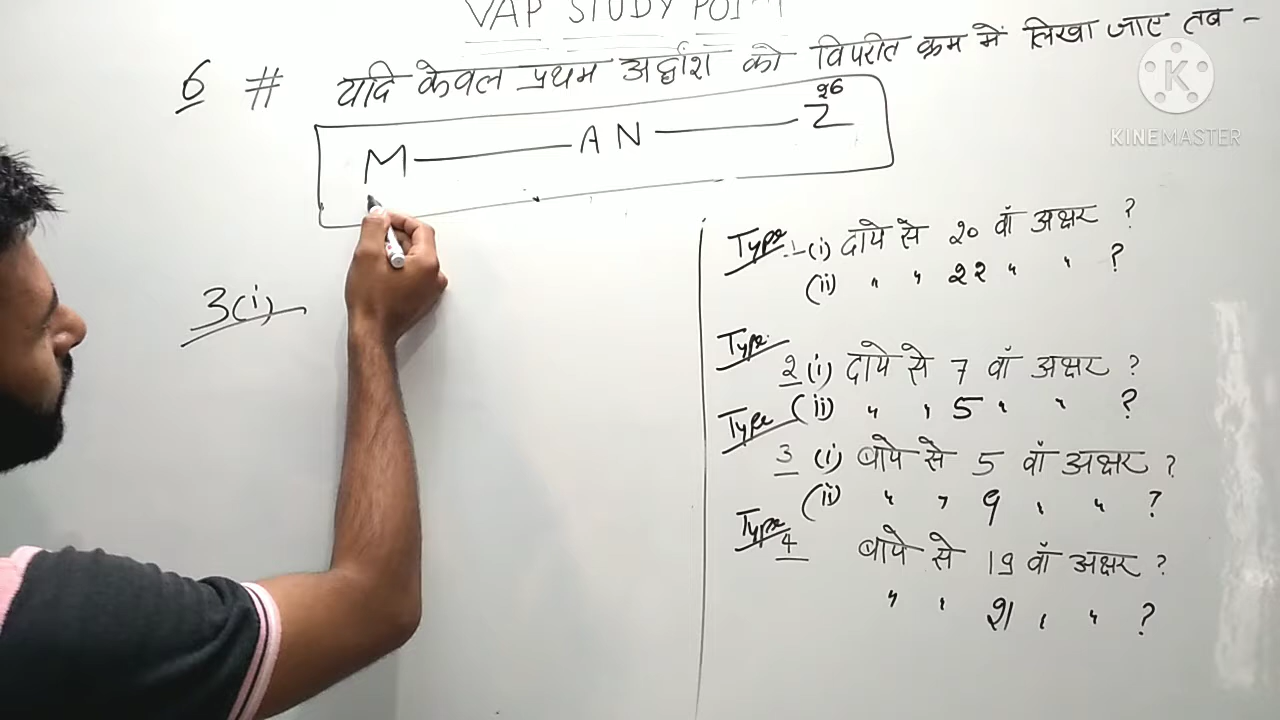 VAP STUDY POINT
6 # यदि केवल प्रथम अर्द्धांश को विपरीत क्रम में लिखा जाए तब -
M — A N — Z 26
KINEMASTER
3(i)
Type 1 (i) दाये से 20 वाँ अक्षर ?
(ii) " " 22 " " ?
Type 2 (i) दाये से 7 वाँ अक्षर ?
(ii) " " 5 " " ?
Type 3 (i) बाये से 5 वाँ अक्षर ?
(ii) " " 9 " " ?
Type 4 बाये से 19 वाँ अक्षर ?
" " 21 " " ?